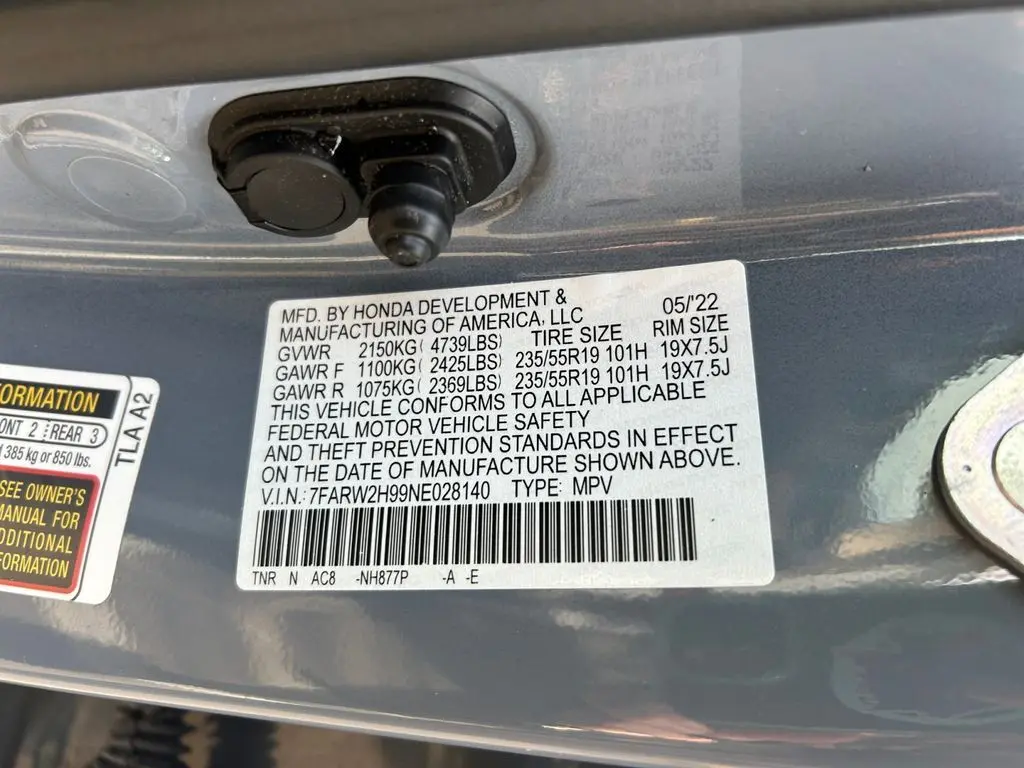 MFD. BY HONDA DEVELOPMENT & 05/'22
MANUFACTURING OF AMERICA, LLC
TIRE SIZE RIM SIZE
GVWR 2150KG( 4739LBS)
GAWR F 1100KG( 2425LBS) 235/55R19 101H 19X7.5J
GAWR R 1075KG( 2369LBS) 235/55R19 101H 19X7.5J
THIS VEHICLE CONFORMS TO ALL APPLICABLE
FEDERAL MOTOR VEHICLE SAFETY
AND THEFT PREVENTION STANDARDS IN EFFECT
ON THE DATE OF MANUFACTURE SHOWN ABOVE.
V.I.N.: 7FARW2H99NE028140 TYPE: MPV
TNR N AC8 -NH877P -A -E
ORMATION
ONT 2 REAR 3
385 kg or 850 lbs.
SEE OWNER'S
MANUAL FOR
DDITIONAL
FORMATION
TLA A2